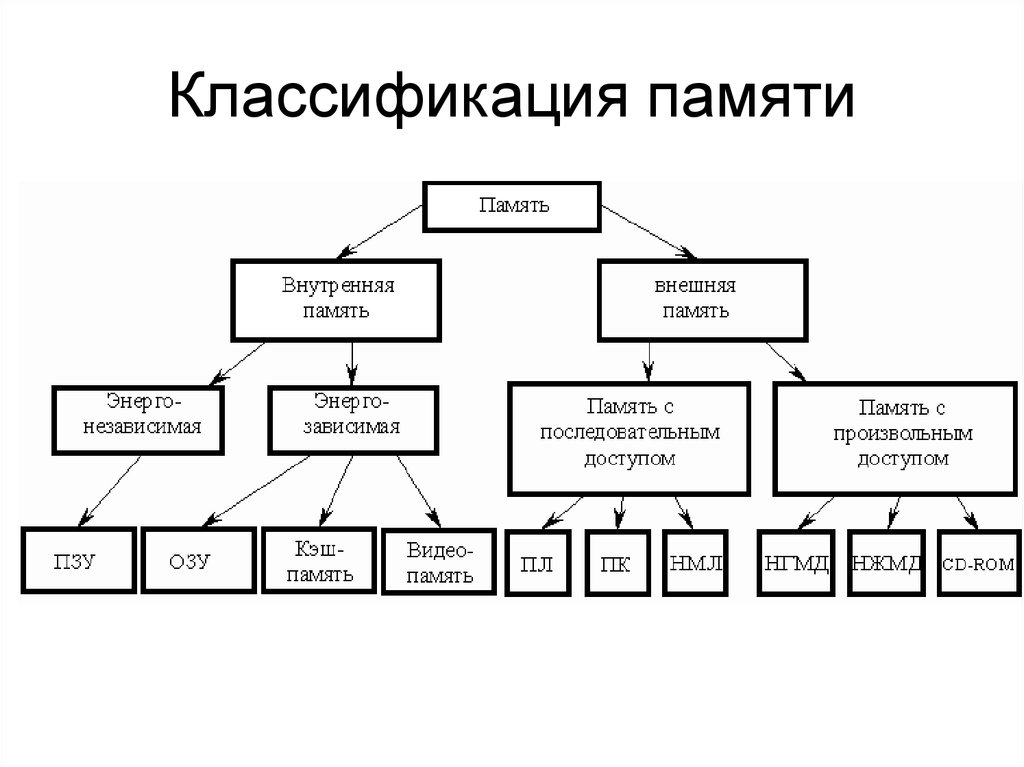 Классификация памяти
Память
Внутренняя
память
внешняя
память
Энерго-
независимая
Энерго-
зависимая
Память с
последовательным
доступом
Память с
произвольным
доступом
ПЗУ
ОЗУ
Кэш-
память
Видео-
память
ПЛ
ПК
НМЛ
НГМД
НЖМД
CD-ROM